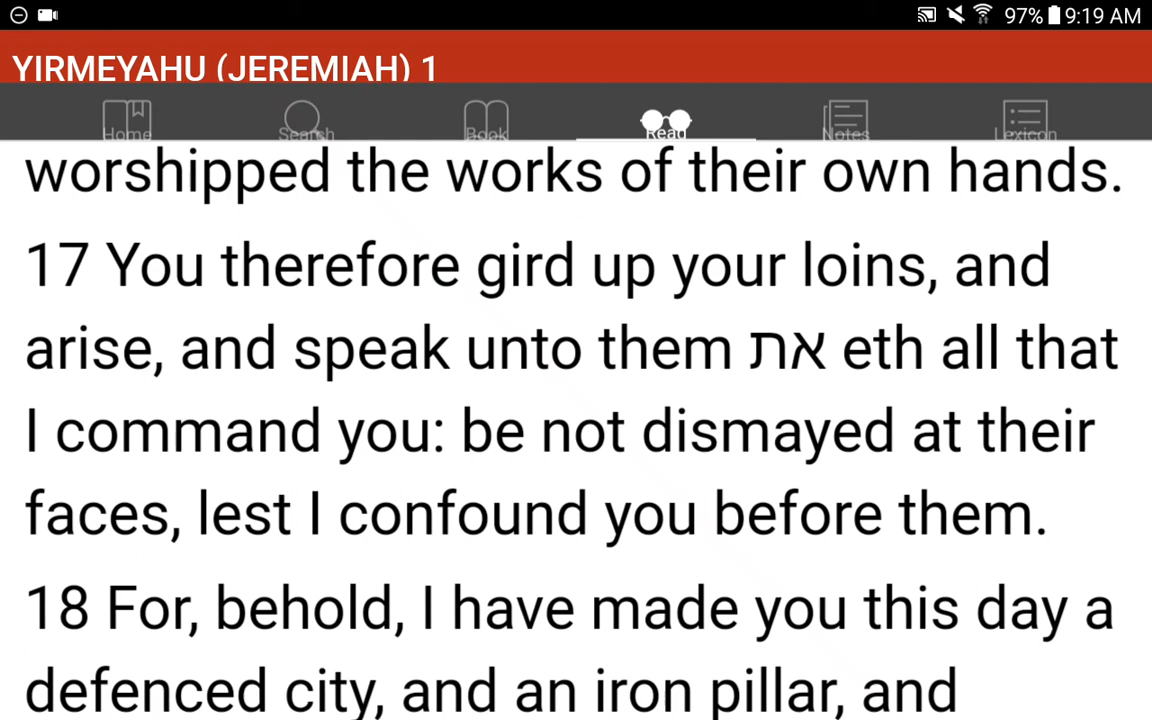 97% 9:19 AM
YIRMEYAHU (JEREMIAH) 1
Home Search Book Read Notes Lexicon
worshipped the works of their own hands.
17 You therefore gird up your loins, and
arise, and speak unto them את eth all that
I command you: be not dismayed at their
faces, lest I confound you before them.
18 For, behold, I have made you this day a
defenced city, and an iron pillar, and